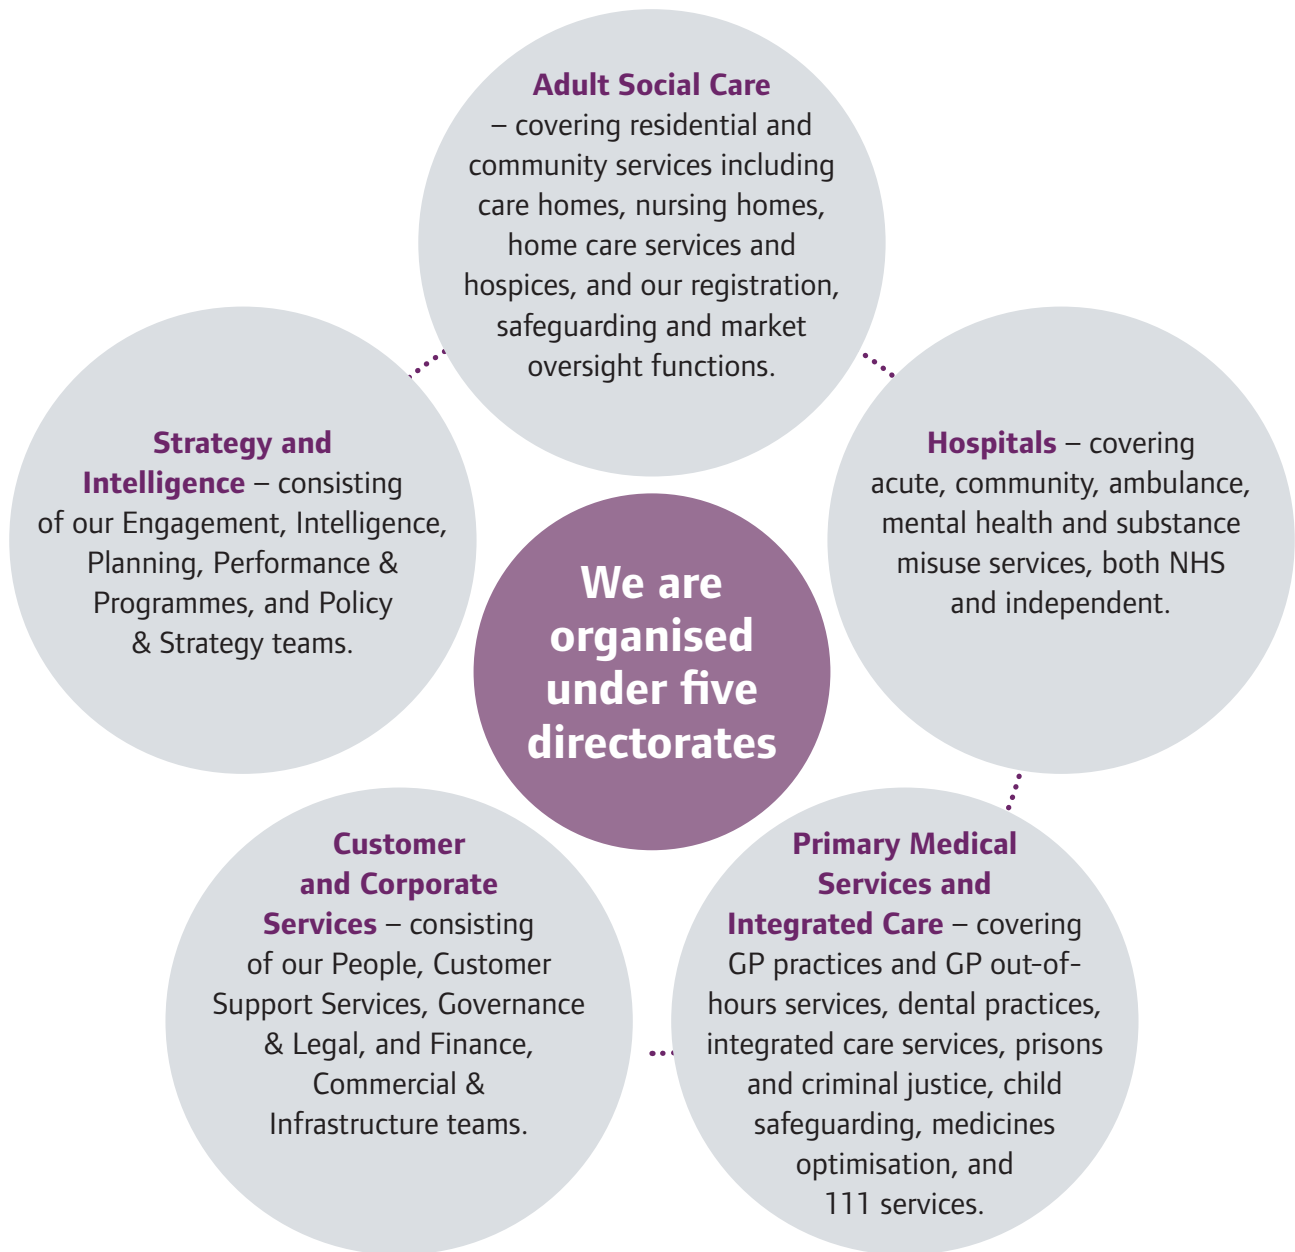 Adult Social Care
– covering residential and
community services including
care homes, nursing homes,
home care services and
hospices, and our registration,
safeguarding and market
oversight functions.
Strategy and
Intelligence – consisting
of our Engagement, Intelligence,
Planning, Performance &
Programmes, and Policy
& Strategy teams.
Hospitals – covering
acute, community, ambulance,
mental health and substance
misuse services, both NHS
and independent.
We are
organised
under five
directorates
Customer
and Corporate
Services – consisting
of our People, Customer
Support Services, Governance
& Legal, and Finance,
Commercial &
Infrastructure teams.
Primary Medical
Services and
Integrated Care – covering
GP practices and GP out-of-
hours services, dental practices,
integrated care services, prisons
and criminal justice, child
safeguarding, medicines
optimisation, and
111 services.